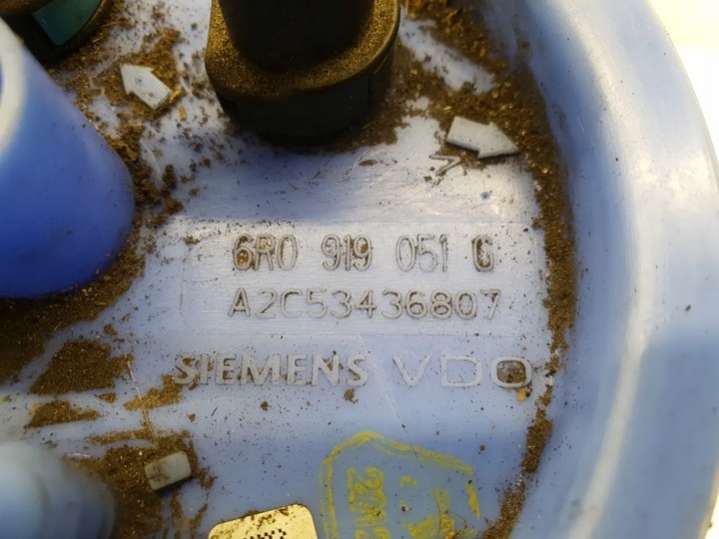 6R0 919 051 G
A2C53436807
SIEMENS VDO